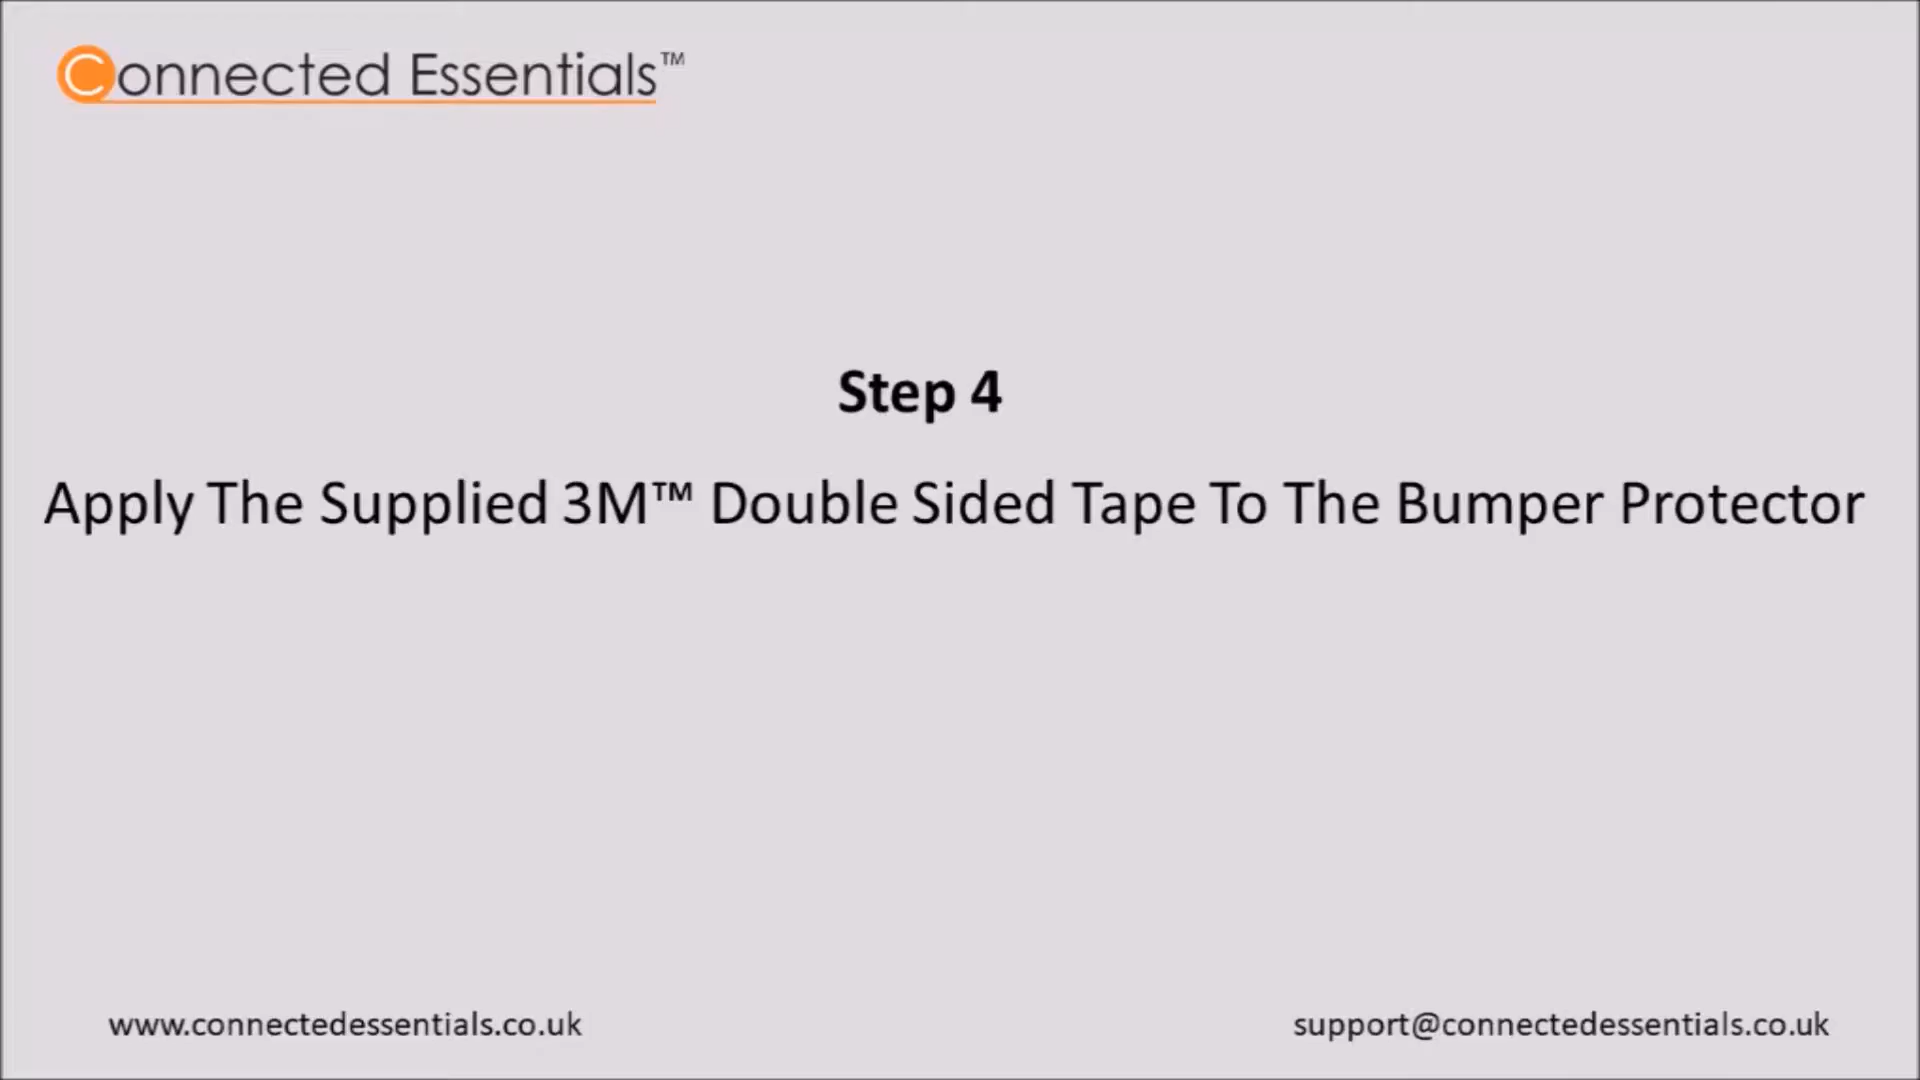 Connected Essentials™
Step 4
Apply The Supplied 3M™ Double Sided Tape To The Bumper Protector
www.connectedessentials.co.uk
support@connectedessentials.co.uk